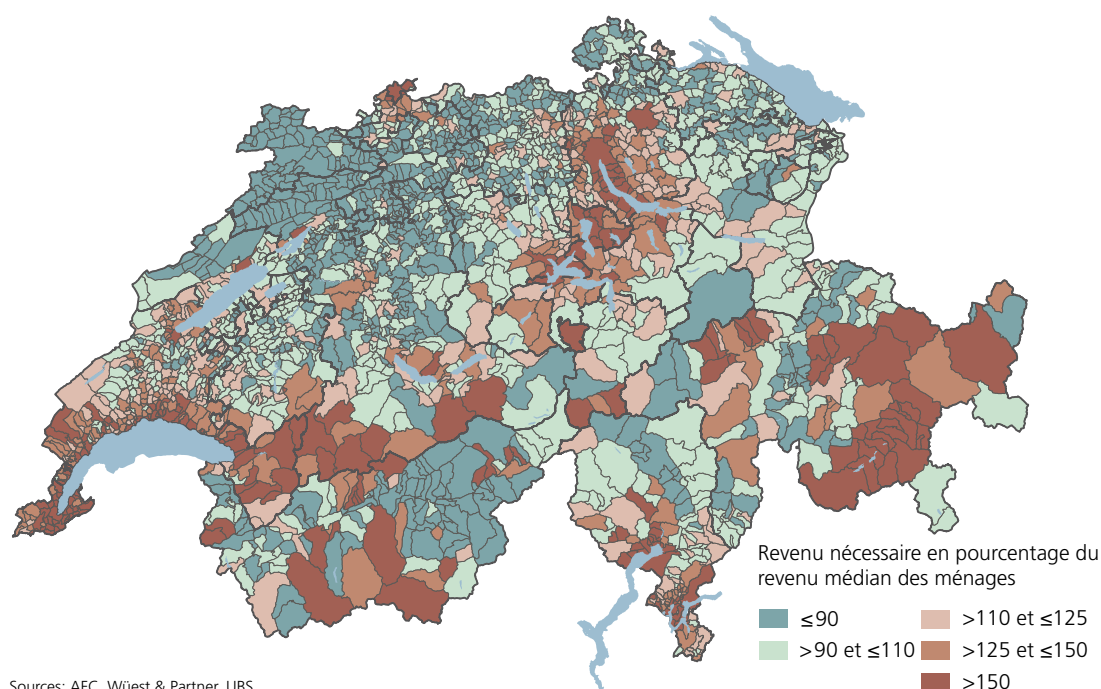 Revenu nécessaire en pourcentage du
revenu médian des ménages
≤90
>90 et ≤110
>110 et ≤125
>125 et ≤150
>150
Sources: AFC, Wüest & Partner, UBS